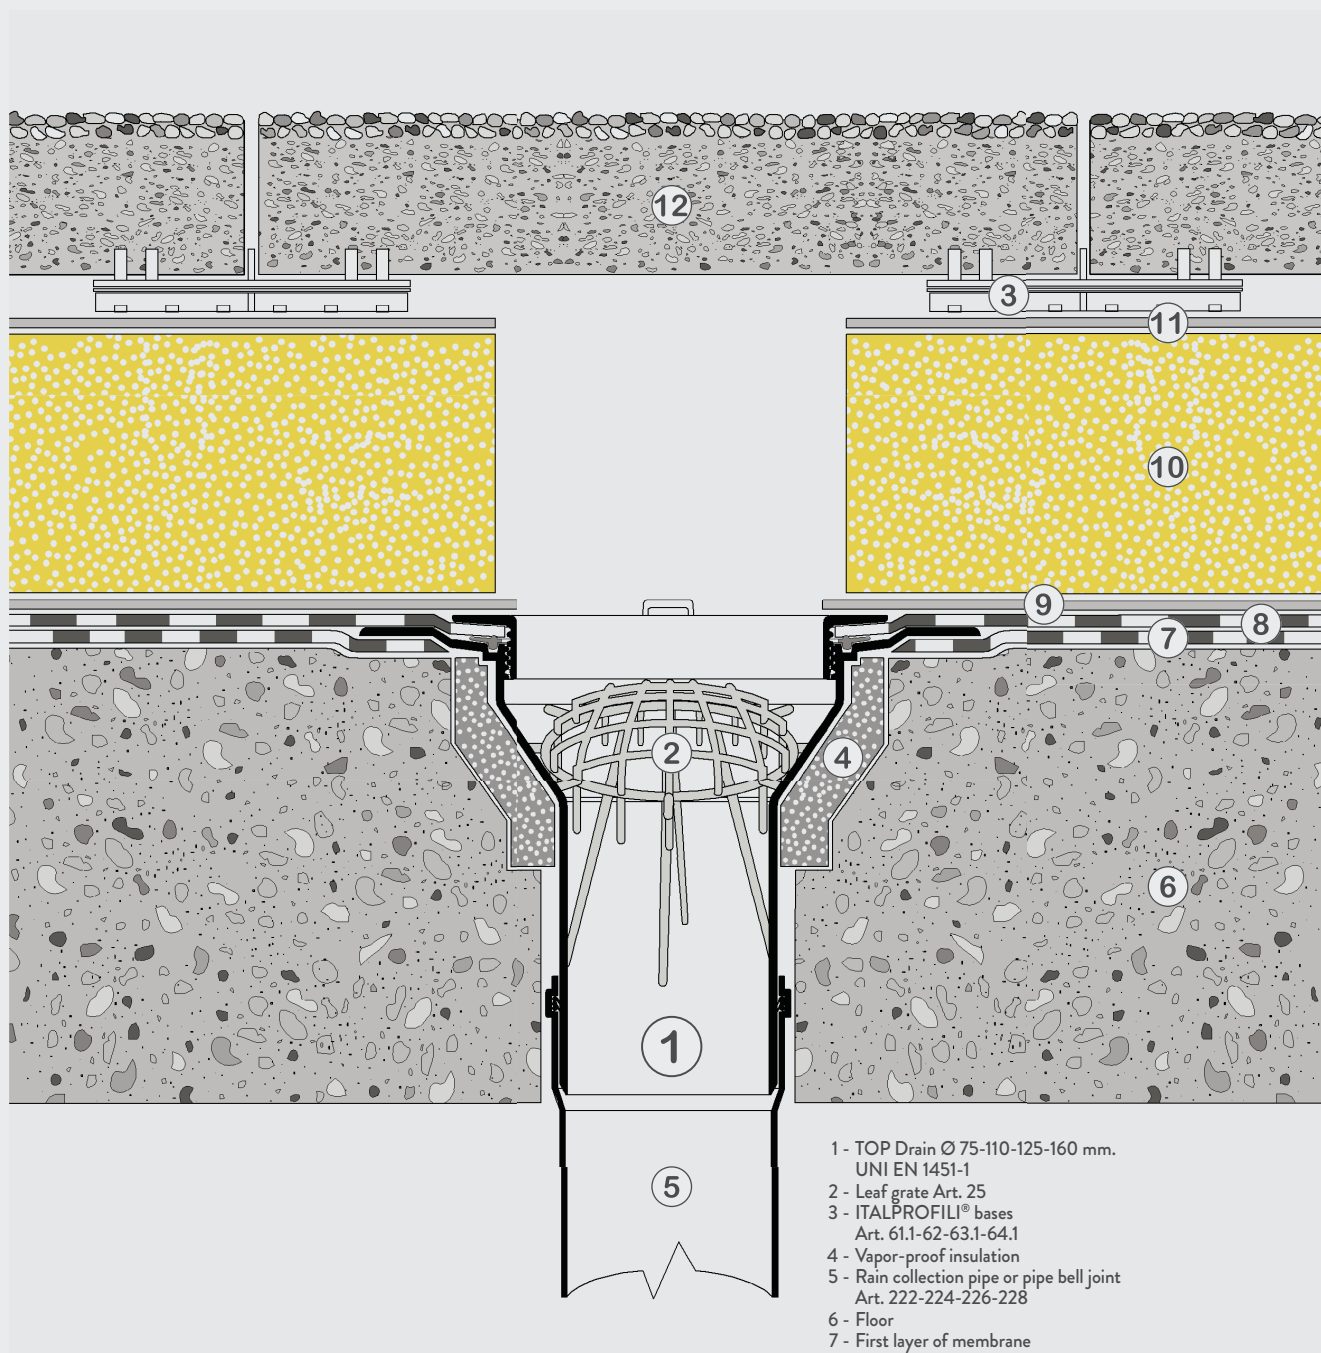 12
3
11
10
9
8
7
2
4
6
1
5
1 - TOP Drain Ø 75-110-125-160 mm.
UNI EN 1451-1
2 - Leaf grate Art. 25
3 - ITALPROFILI® bases
Art. 61.1-62-63.1-64.1
4 - Vapor-proof insulation
5 - Rain collection pipe or pipe bell joint
Art. 222-224-226-228
6 - Floor
7 - First layer of membrane